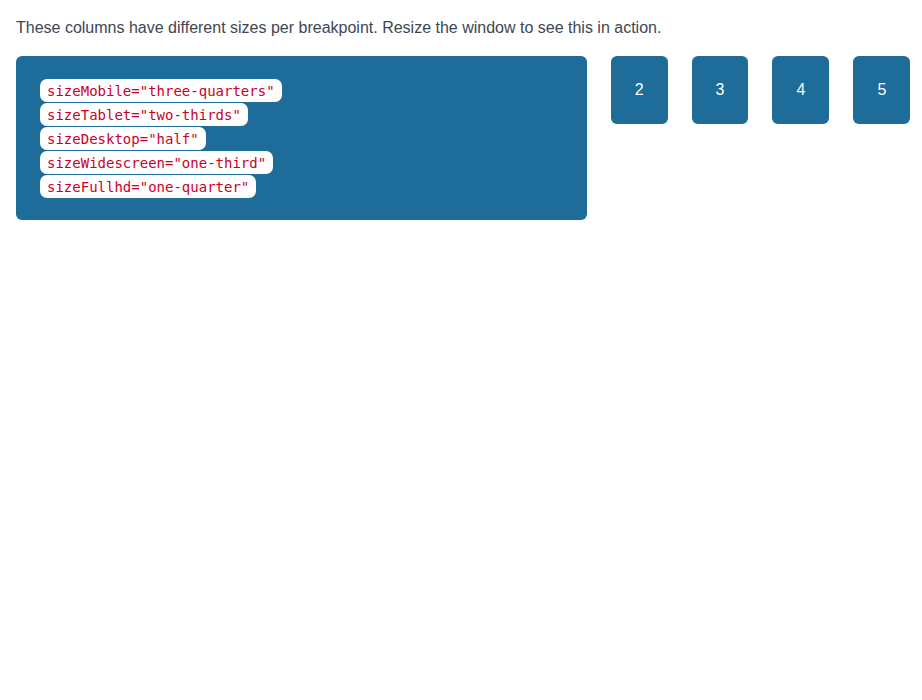 These columns have different sizes per breakpoint. Resize the window to see this in action.
sizeMobile="three-quarters"
sizeTablet="two-thirds"
sizeDesktop="half"
sizeWidescreen="one-third"
sizeFullhd="one-quarter"
2
3
4
5